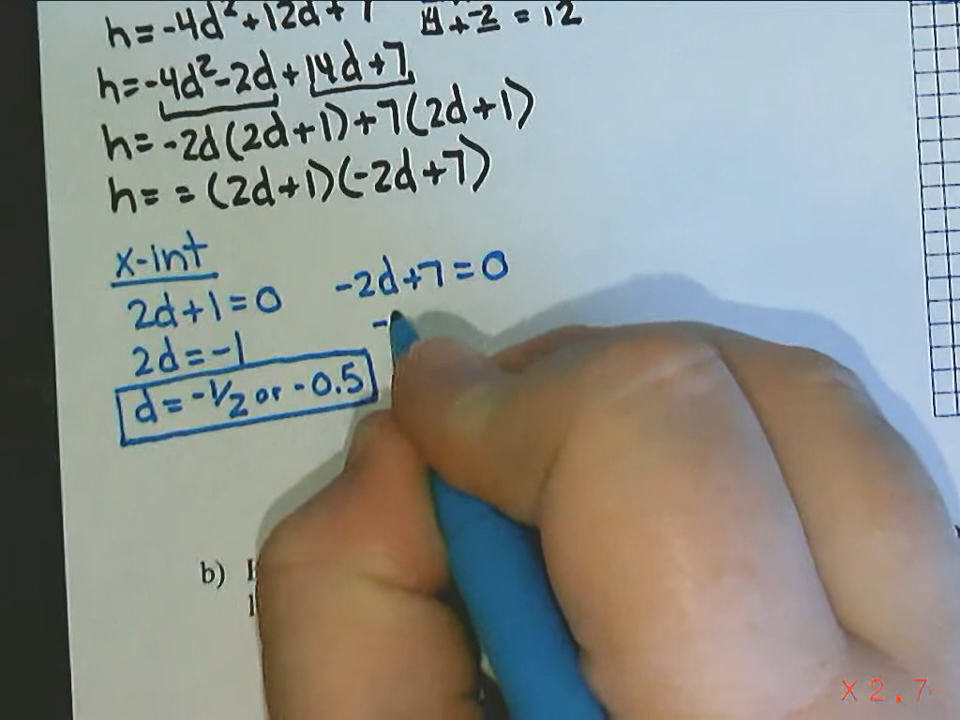 h=-4d²+12d+7 14+-2=12
h=-4d²-2d+14d+7
h=-2d(2d+1)+7(2d+1)
h= =(2d+1)(-2d+7)
x-int
2d+1=0 -2d+7=0
2d=-1 -
d=-1/2 or -0.5
b)
X2.7